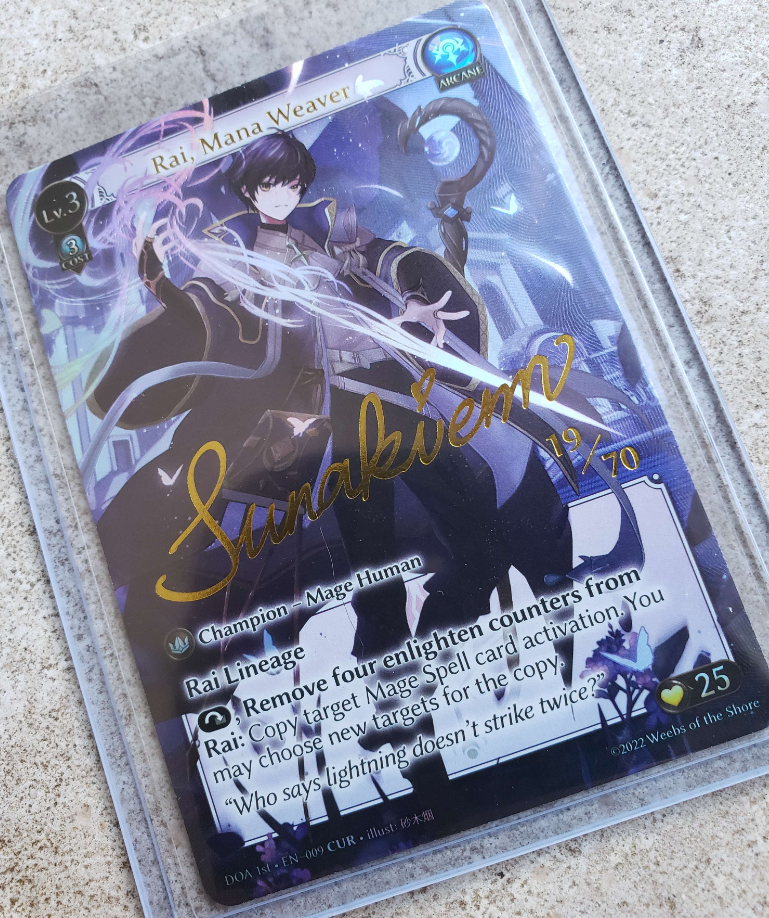 ARCANE
Rai, Mana Weaver
Lv.3
3
COST
Sunakiemn
19/70
Champion – Mage Human
Rai Lineage
, Remove four enlighten counters from
Rai: Copy target Mage Spell card activation. You
may choose new targets for the copy.
“Who says lightning doesn’t strike twice?”
25
©2022 Weebs of the Shore
DOA 1st • EN–009 CUR • illust: 砂木烟